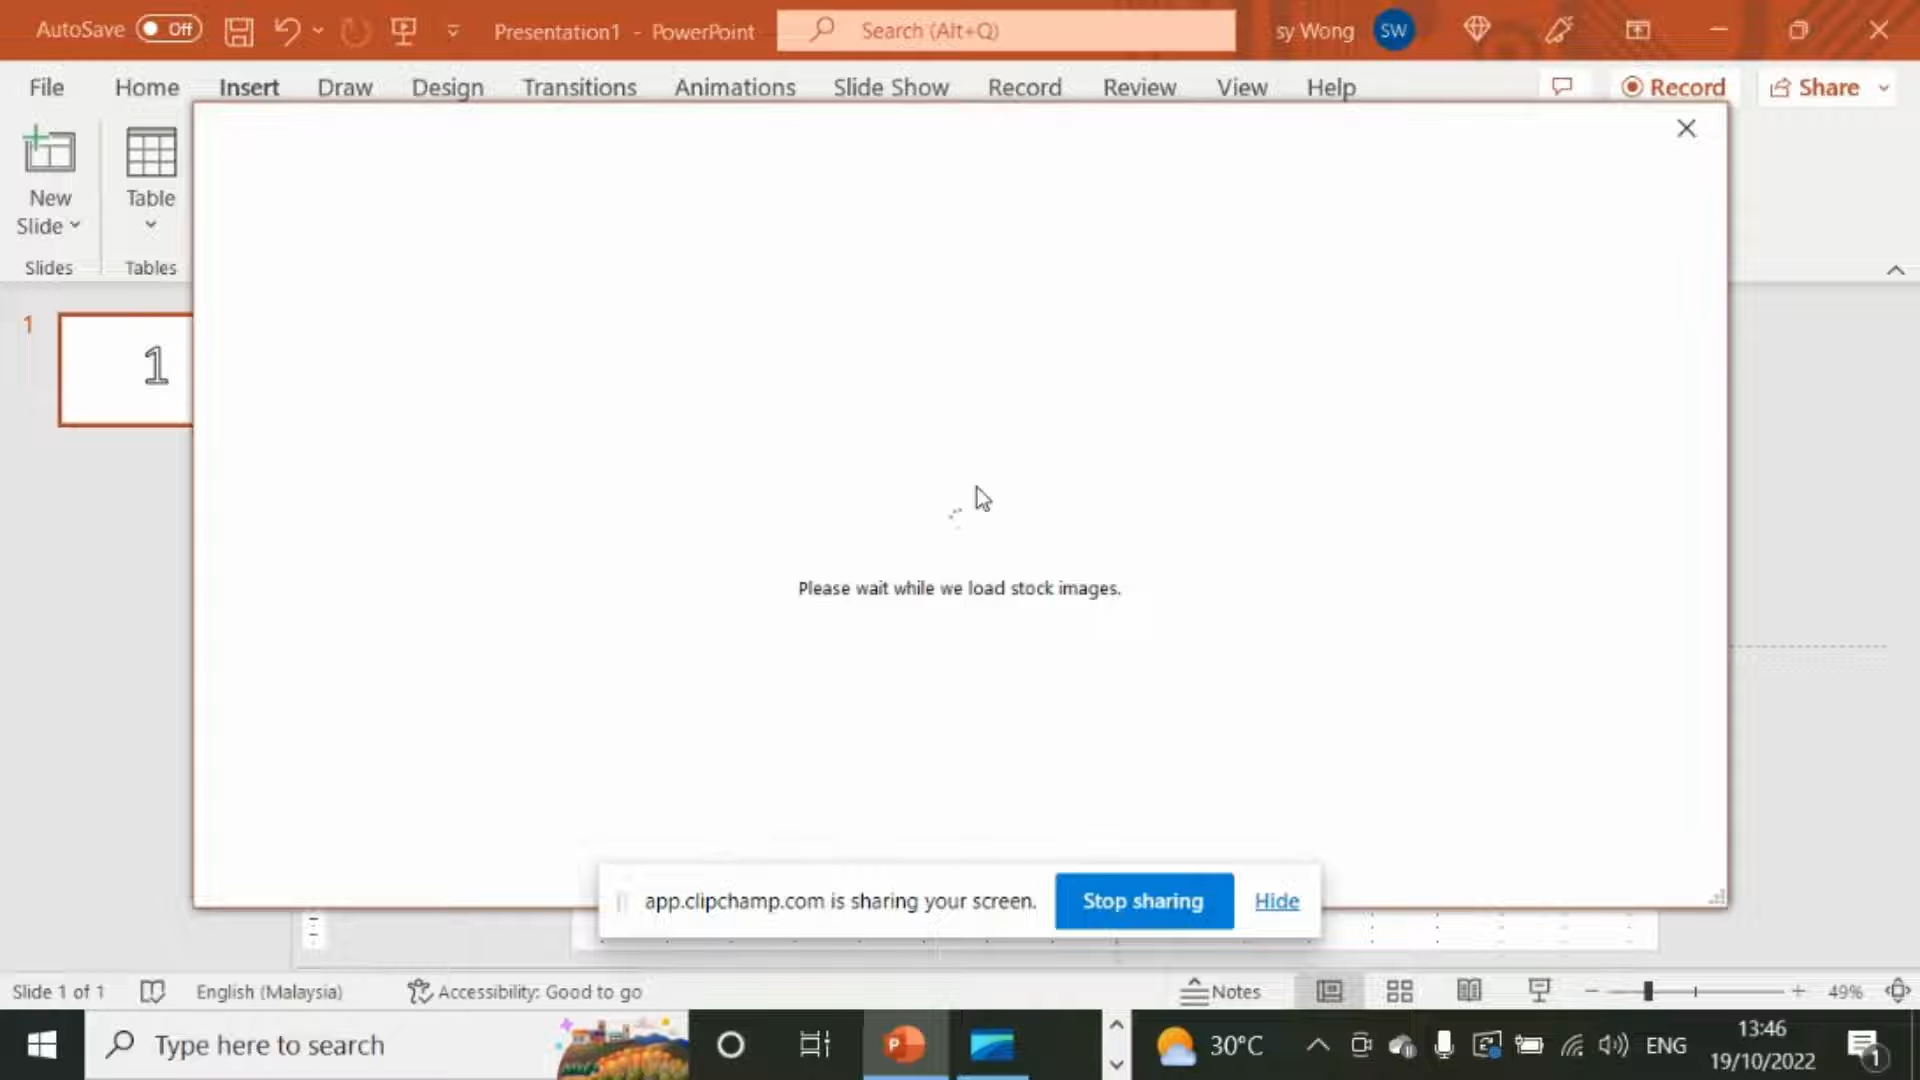 AutoSave Off Presentation1 - PowerPoint Search (Alt+Q) sy Wong SW
File Home Insert Draw Design Transitions Animations Slide Show Record Review View Help Record Share
New Slide
Table
Slides Tables
1
1
Please wait while we load stock images.
app.clipchamp.com is sharing your screen. Stop sharing Hide
Slide 1 of 1 English (Malaysia) Accessibility: Good to go Notes 49%
Type here to search P 30°C ENG 13:46
19/10/2022 1